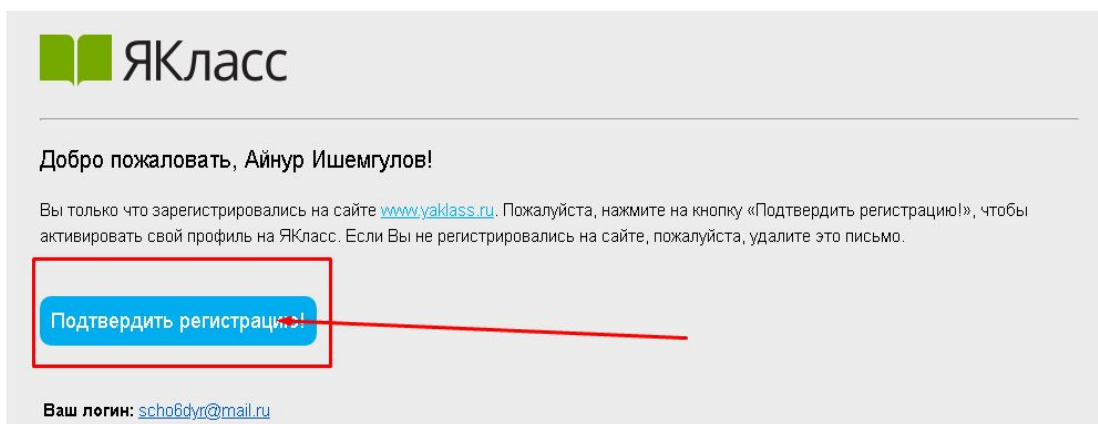 ЯКласс
Добро пожаловать, Айнур Ишемгулов!
Вы только что зарегистрировались на сайте www.yaklass.ru. Пожалуйста, нажмите на кнопку «Подтвердить регистрацию!», чтобы
активировать свой профиль на ЯКласс. Если Вы не регистрировались на сайте, пожалуйста, удалите это письмо.
Подтвердить регистрацию!
Ваш логин: scho6dyr@mail.ru